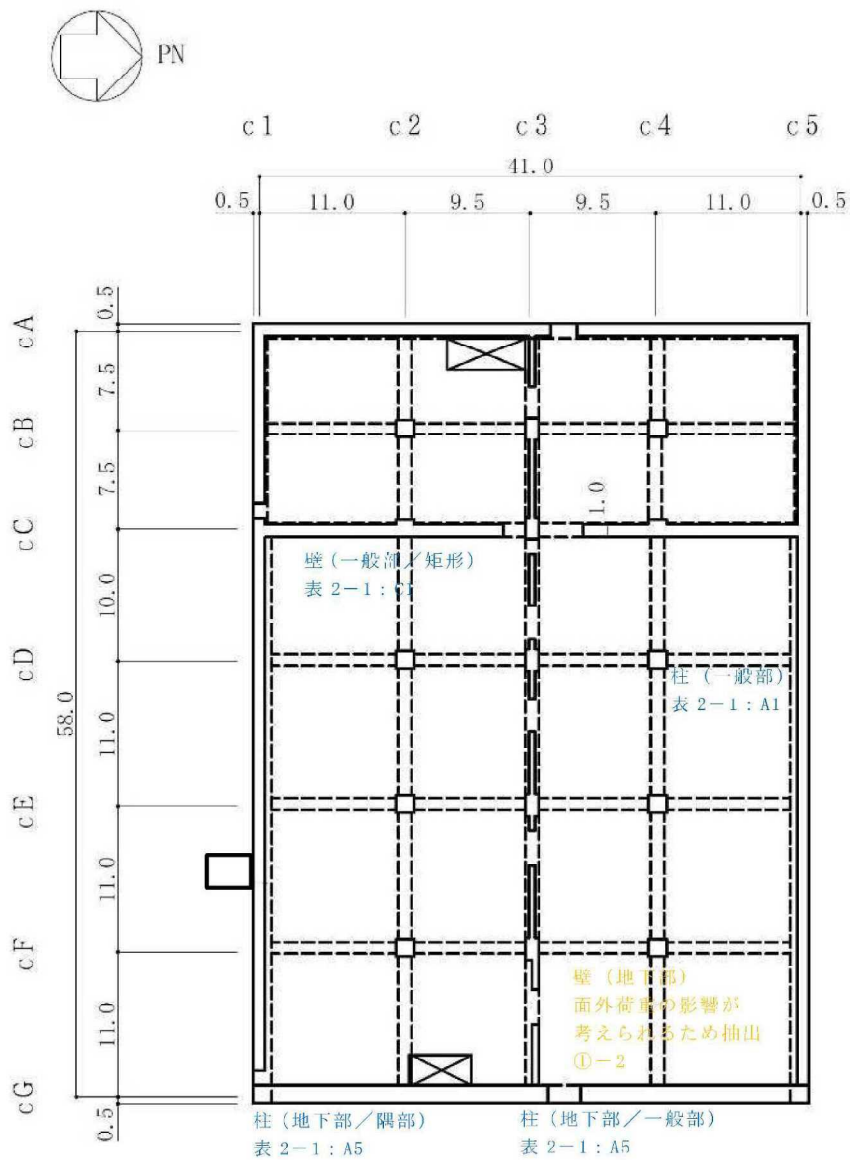 PN
c1 c2 c3 c4 c5
41.0
0.5 11.0 9.5 9.5 11.0 0.5
0.5
cA
7.5
cB
7.5
1.0
cC
壁（一般部／矩形）
表 2－1：C1
10.0
cD
柱（一般部）
表 2－1：A1
58.0
11.0
cE
11.0
cF
壁（地下部）
面外荷重の影響が
考えられるため抽出
①－2
11.0
cG
0.5
柱（地下部／隅部）
表 2－1：A5
柱（地下部／一般部）
表 2－1：A5